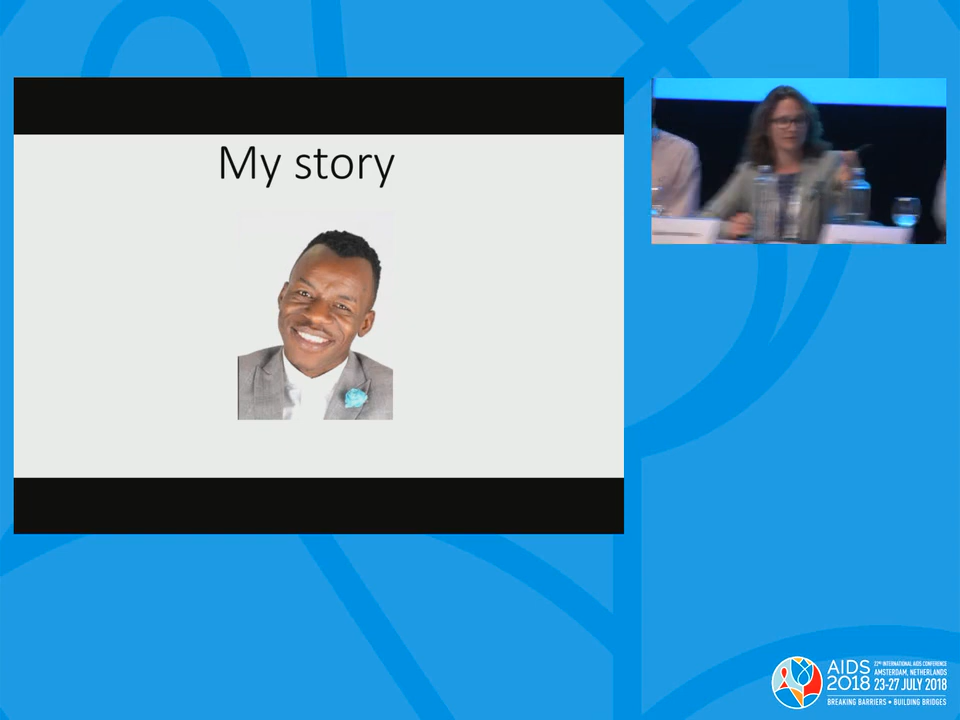 My story
AIDS
2018
22ND INTERNATIONAL AIDS CONFERENCE
AMSTERDAM, NETHERLANDS
23-27 JULY 2018
BREAKING BARRIERS • BUILDING BRIDGES